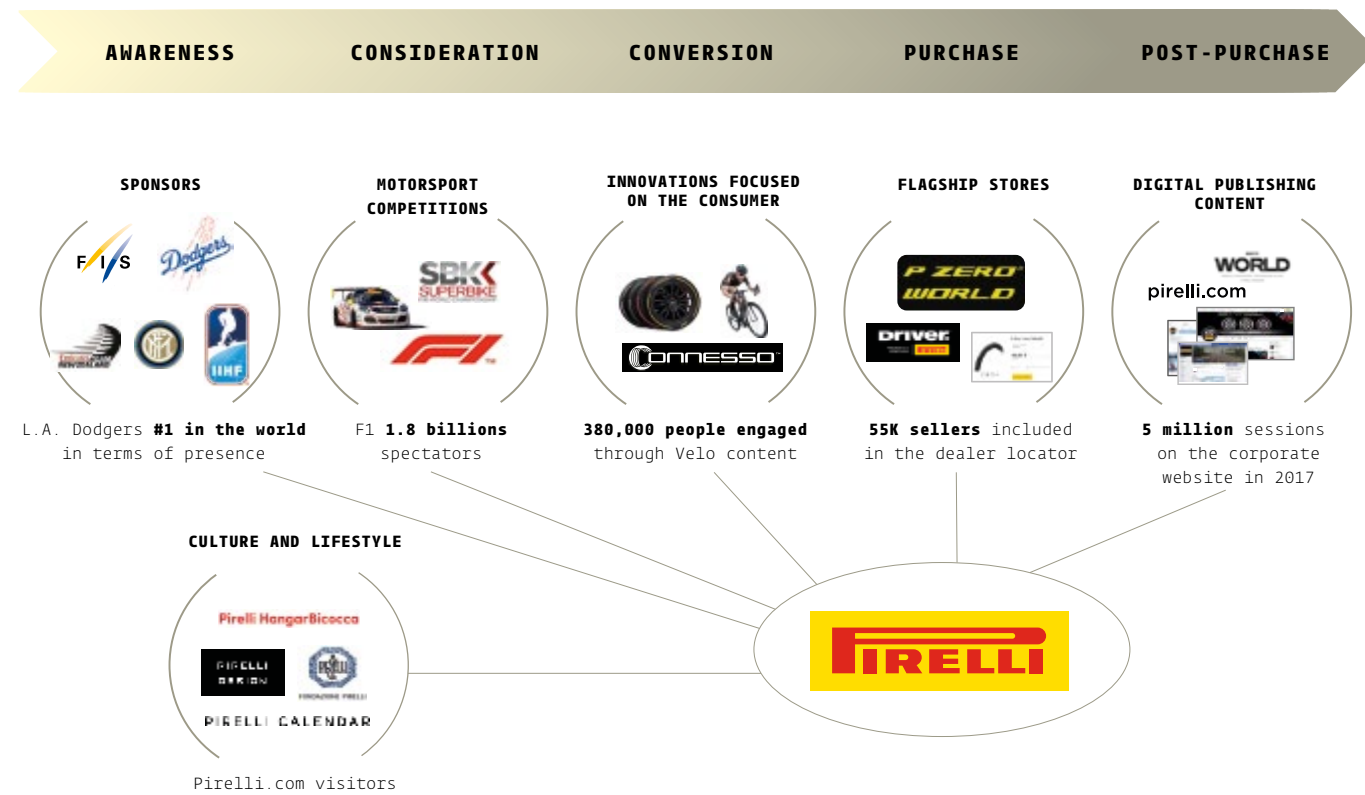 AWARENESS
CONSIDERATION
CONVERSION
PURCHASE
POST-PURCHASE
SPONSORS
MOTORSPORT
COMPETITIONS
INNOVATIONS FOCUSED
ON THE CONSUMER
FLAGSHIP STORES
DIGITAL PUBLISHING
CONTENT
F/I/S
Dodgers
NEW ZEALAND
IIHF
SBK
SUPERBIKE
F1
CONNESSO
P ZERO
WORLD
DRIVER
WORLD
pirelli.com
L.A. Dodgers #1 in the world
in terms of presence
F1 1.8 billions
spectators
380,000 people engaged
through Velo content
55K sellers included
in the dealer locator
5 million sessions
on the corporate
website in 2017
CULTURE AND LIFESTYLE
Pirelli HangarBicocca
PIRELLI
DESIGN
PIRELLI
FONDAZIONE PIRELLI
PIRELLI CALENDAR
PIRELLI
Pirelli.com visitors